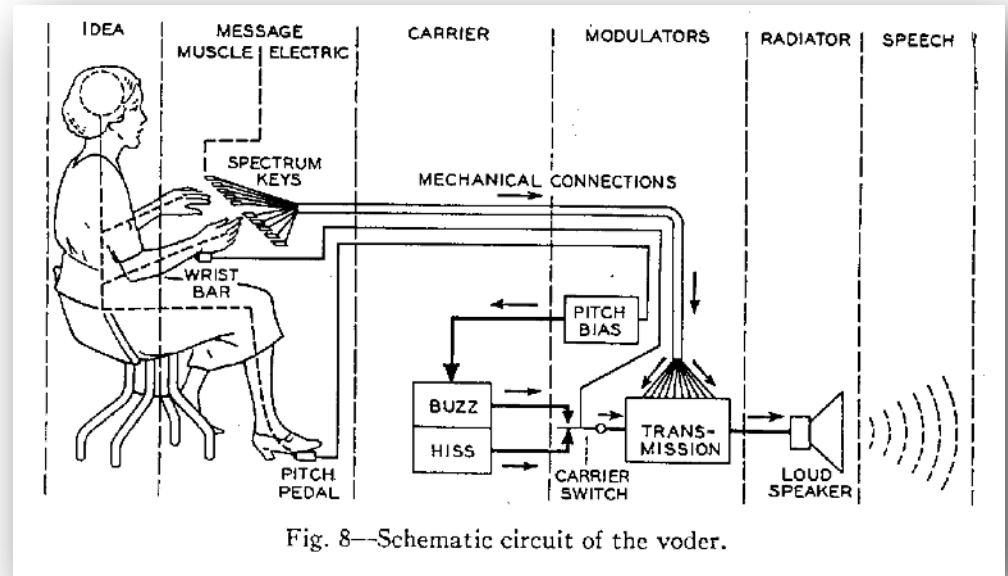 IDEA
MESSAGE
MUSCLE ELECTRIC
CARRIER
MODULATORS
RADIATOR
SPEECH
SPECTRUM
KEYS
MECHANICAL CONNECTIONS
WRIST
BAR
PITCH
BIAS
BUZZ
HISS
TRANS-
MISSION
CARRIER
SWITCH
LOUD
SPEAKER
PITCH
PEDAL
Fig. 8—Schematic circuit of the voder.